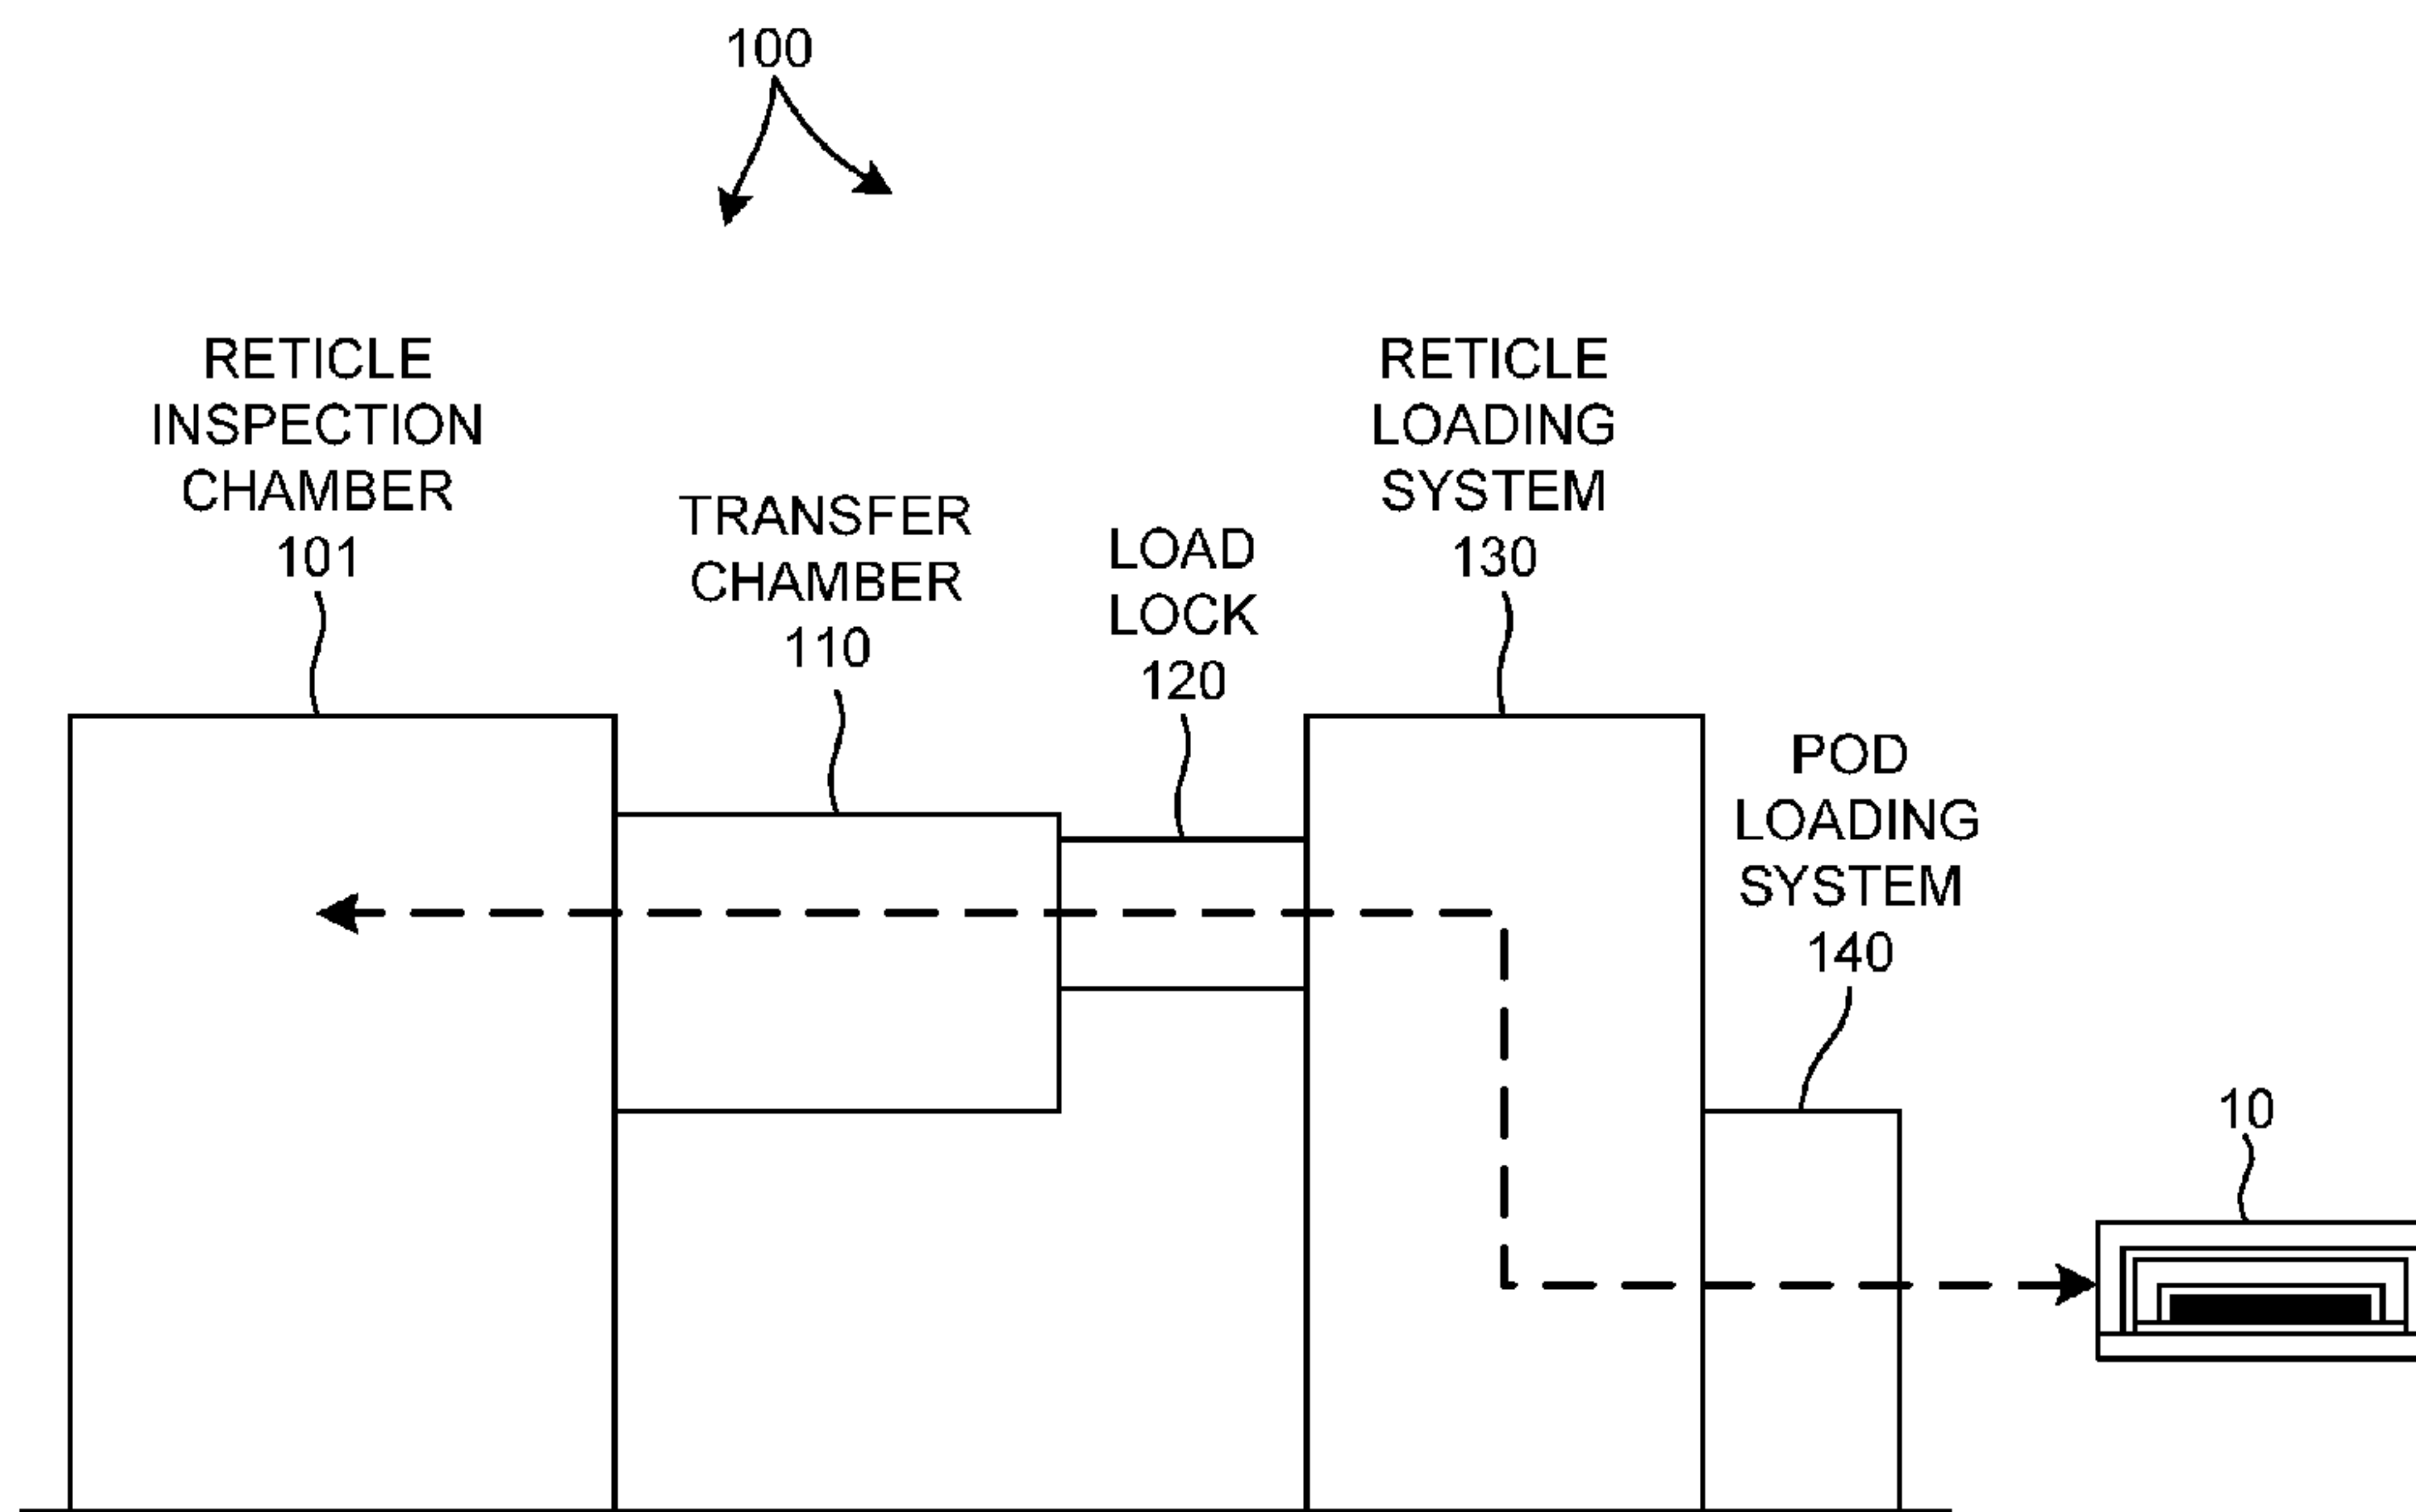 100
RETICLE
INSPECTION
CHAMBER
101
TRANSFER
CHAMBER
110
LOAD
LOCK
120
RETICLE
LOADING
SYSTEM
130
POD
LOADING
SYSTEM
140
10